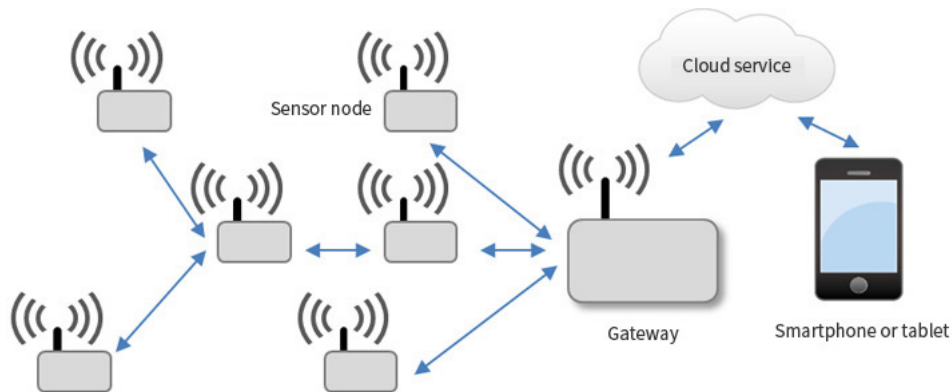 Cloud service
Sensor node
Gateway
Smartphone or tablet